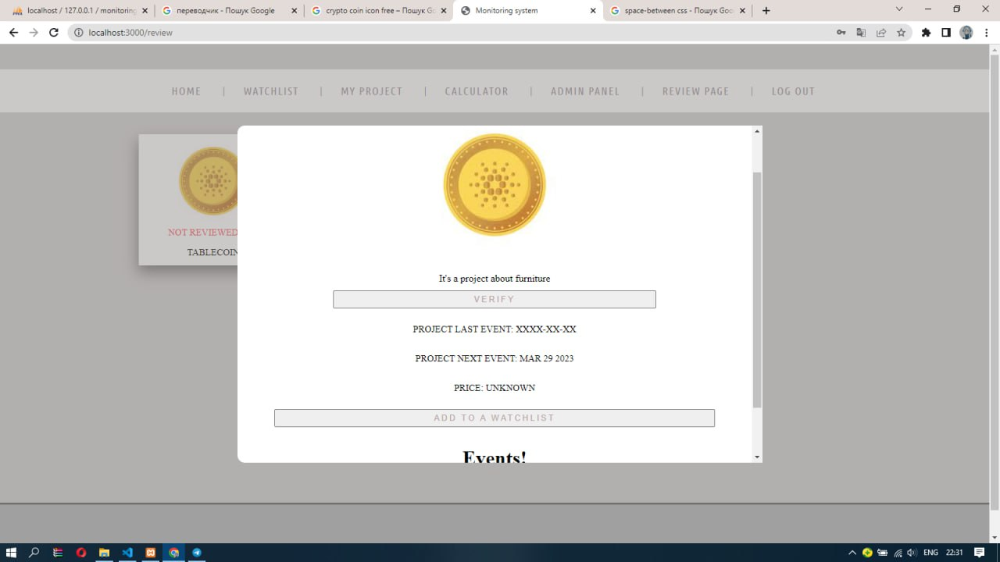 localhost / 127.0.0.1 / monitoring
переводчик - Пошук Google
crypto coin icon free – Пошук Go
Monitoring system
space-between css - Пошук Goo
localhost:3000/review
HOME | WATCHLIST | MY PROJECT | CALCULATOR | ADMIN PANEL | REVIEW PAGE | LOG OUT
NOT REVIEWED
TABLECOIN
It's a project about furniture
VERIFY
PROJECT LAST EVENT: XXXX-XX-XX
PROJECT NEXT EVENT: MAR 29 2023
PRICE: UNKNOWN
ADD TO A WATCHLIST
Events!
ENG 22:31